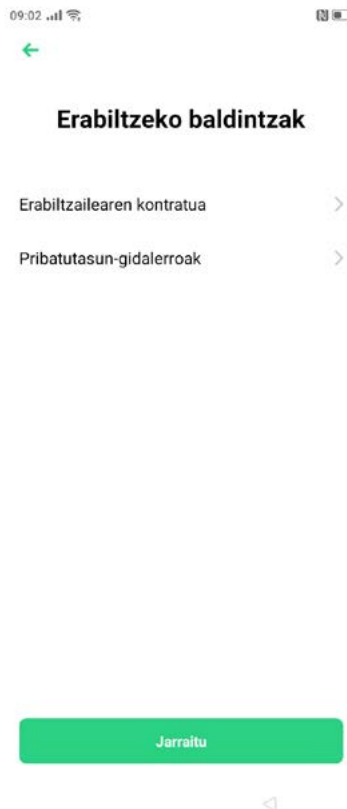 09:02
Erabiltzeko baldintzak
Erabiltzailearen kontratua
Pribatutasun-gidalerroak
Jarraitu